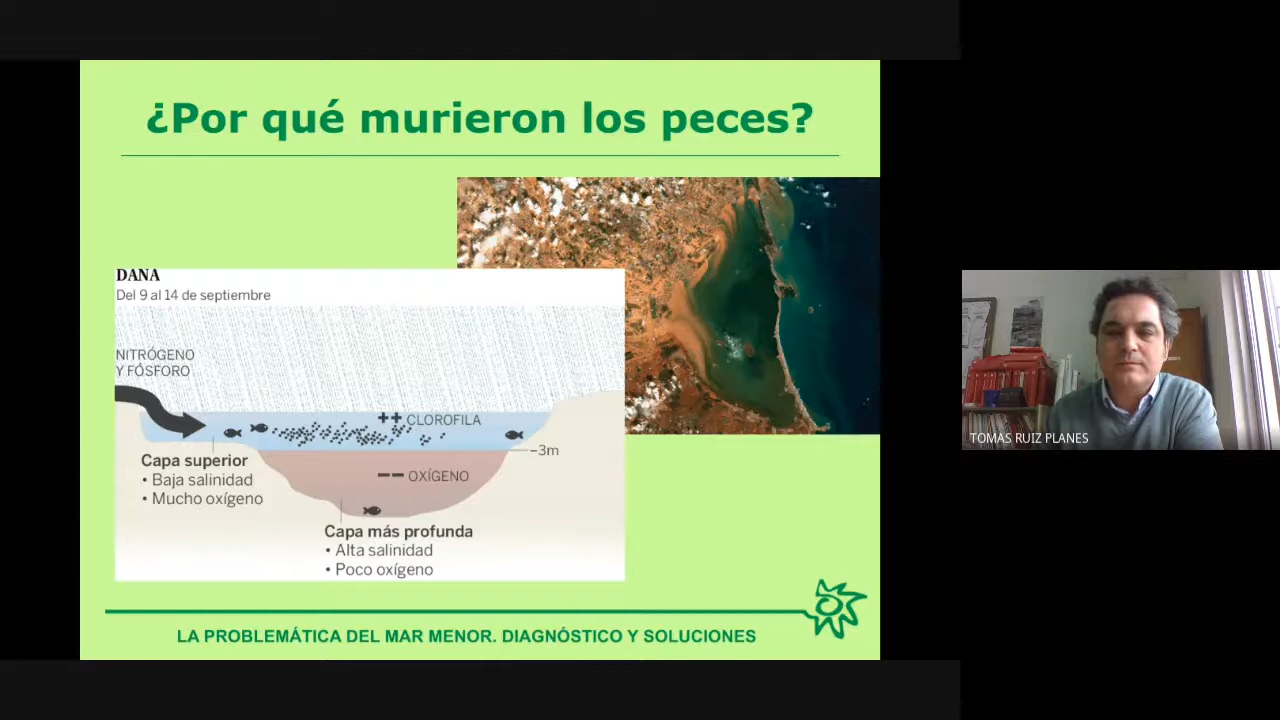 ¿Por qué murieron los peces?
DANA
Del 9 al 14 de septiembre
NITRÓGENO
Y FÓSFORO
++ CLOROFILA
Capa superior
• Baja salinidad
• Mucho oxígeno
−3m
−− OXÍGENO
Capa más profunda
• Alta salinidad
• Poco oxígeno
LA PROBLEMÁTICA DEL MAR MENOR. DIAGNÓSTICO Y SOLUCIONES
TOMAS RUIZ PLANES